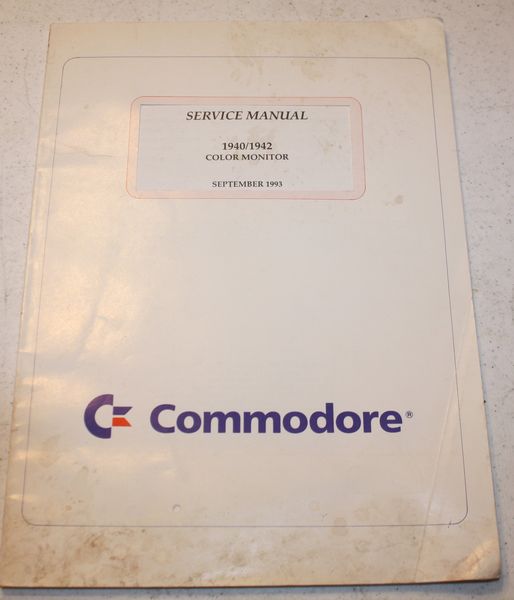 SERVICE MANUAL
1940/1942
COLOR MONITOR
SEPTEMBER 1993
Commodore®